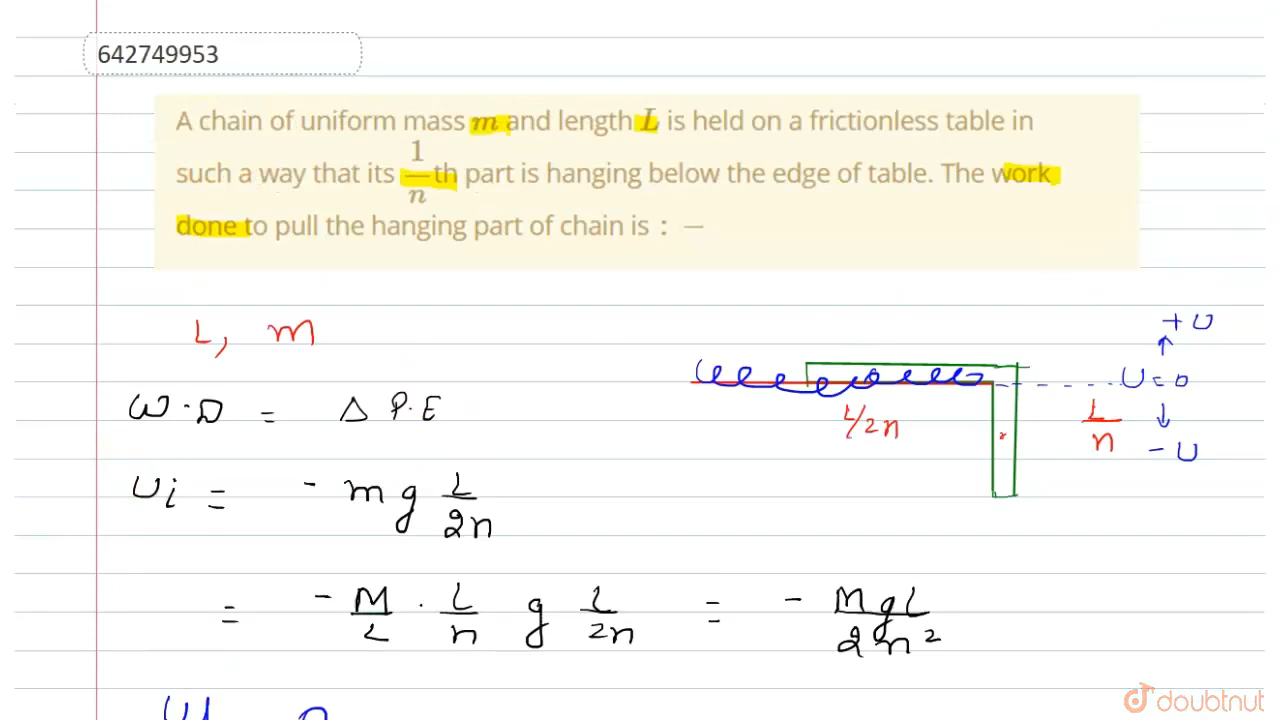 642749953
A chain of uniform mass m and length L is held on a frictionless table in
such a way that its 1/n th part is hanging below the edge of table. The work
done to pull the hanging part of chain is : −
L, m
+ U
U = 0
L/2n
L/n
- U
W.D = Δ P.E
Ui = - mg L/2n
= - M/L . L/n g L/2n = - MgL/2n²
doubtnut